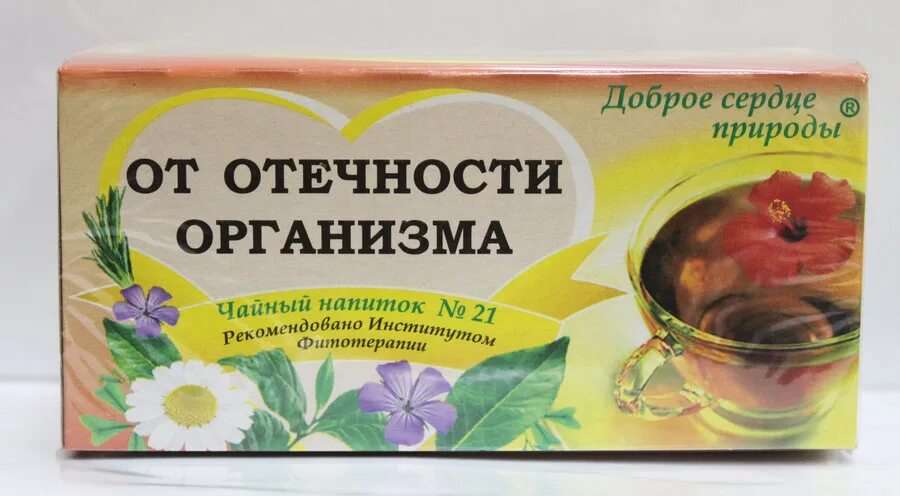 Доброе сердце
природы ®
ОТ ОТЕЧНОСТИ
ОРГАНИЗМА
Чайный напиток № 21
Рекомендовано Институтом
Фитотерапии